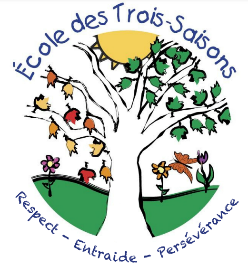 École des Trois-Saisons
Respect - Entraide - Persévérance